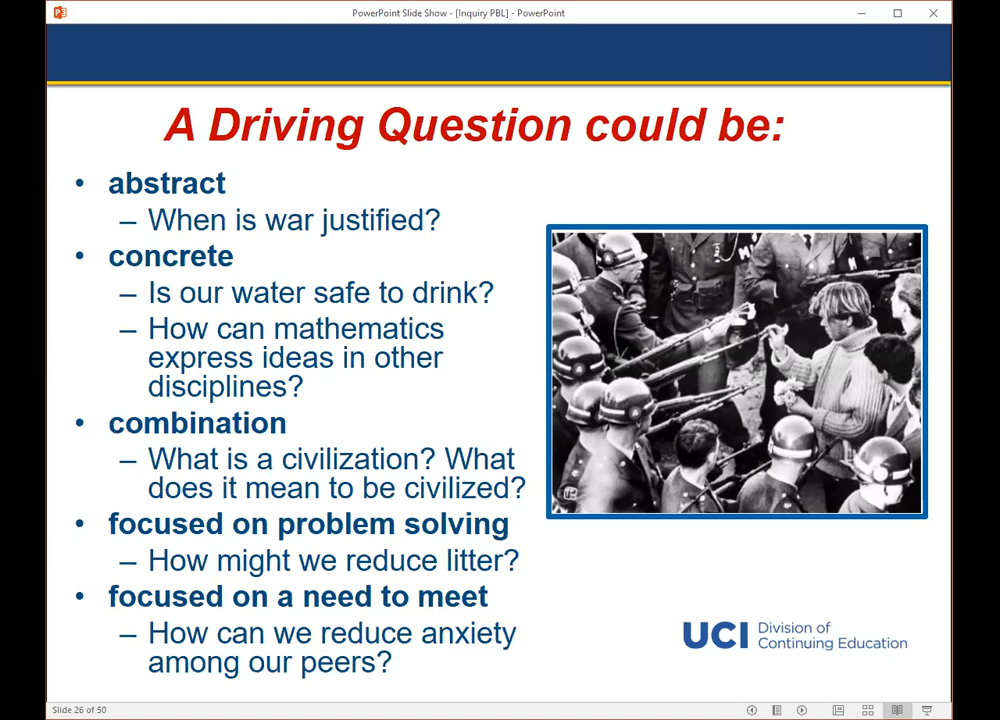 PowerPoint Slide Show - [Inquiry PBL] - PowerPoint
A Driving Question could be:
• abstract
– When is war justified?
• concrete
– Is our water safe to drink?
– How can mathematics
express ideas in other
disciplines?
• combination
– What is a civilization? What
does it mean to be civilized?
• focused on problem solving
– How might we reduce litter?
• focused on a need to meet
– How can we reduce anxiety
among our peers?
UCI Division of
Continuing Education
Slide 26 of 50